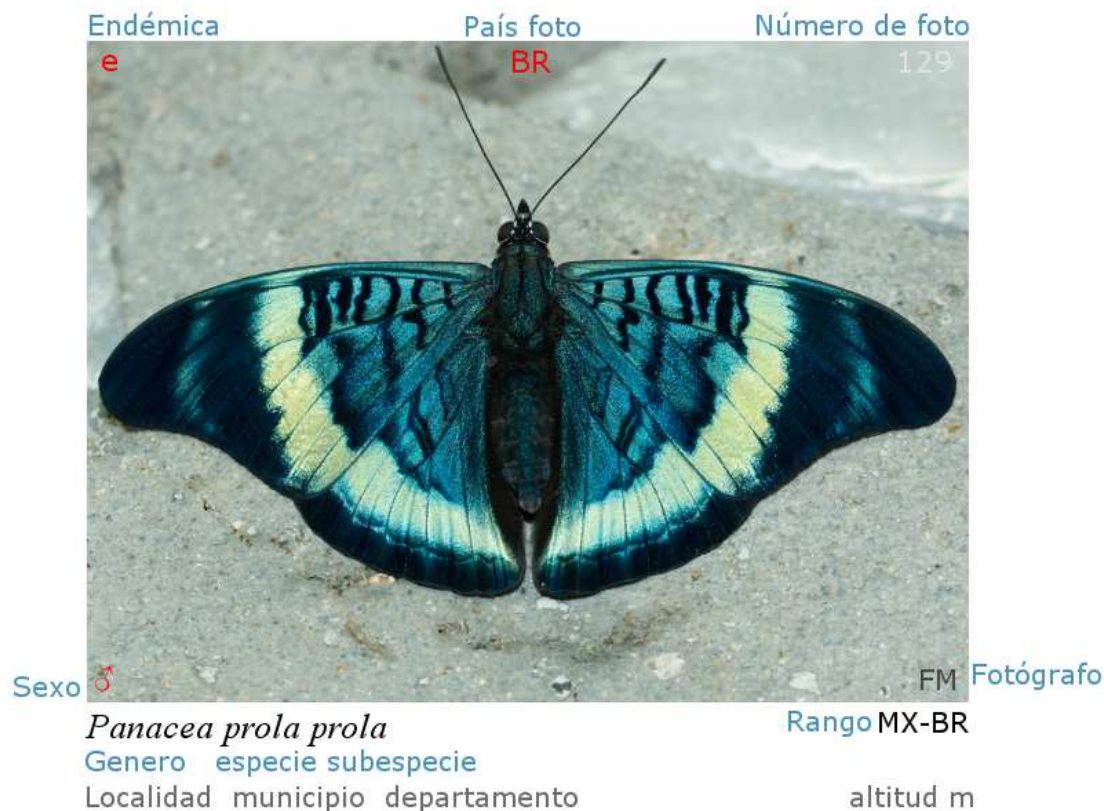 Endémica País foto Número de foto
e BR 129
Sexo ♂ FM Fotógrafo
Panacea prola prola Rango MX-BR
Genero especie subespecie
Localidad municipio departamento altitud m